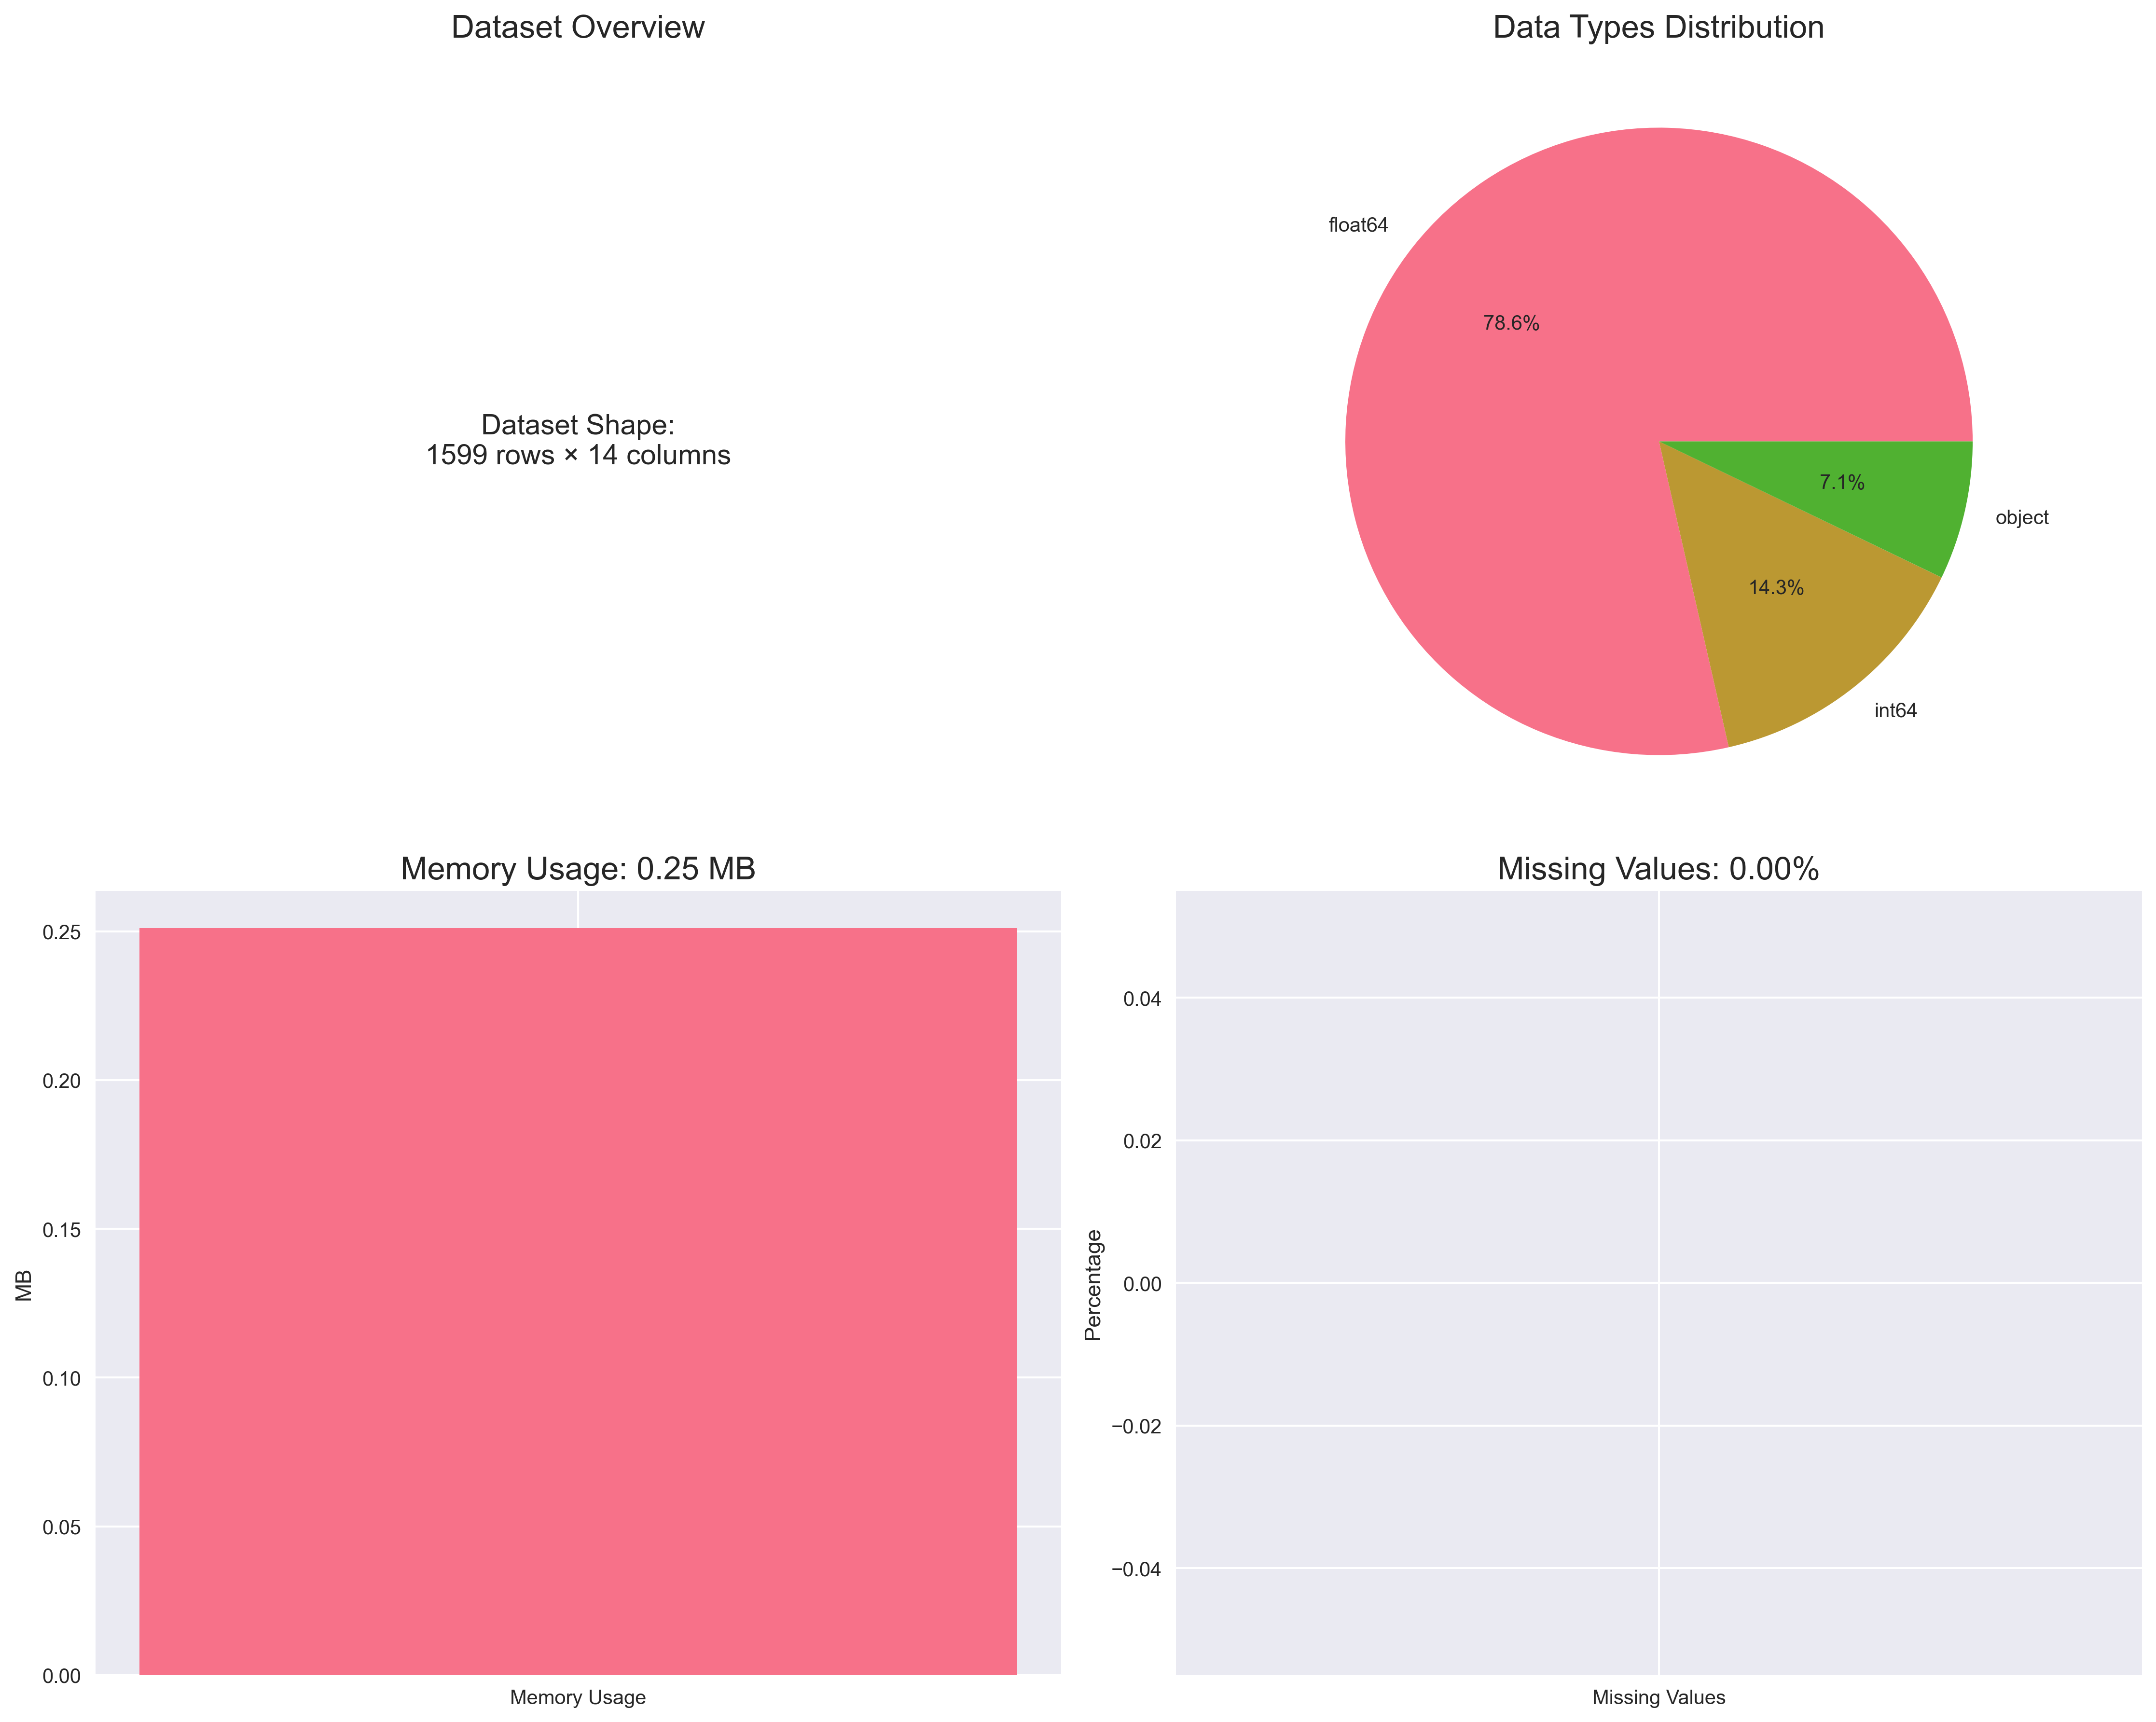 Dataset Overview
Dataset Shape:
1599 rows × 14 columns
Data Types Distribution
float64
78.6%
7.1%
object
14.3%
int64
Memory Usage: 0.25 MB
0.25
0.20
0.15
0.10
0.05
0.00
MB
Memory Usage
Missing Values: 0.00%
0.04
0.02
0.00
−0.02
−0.04
Percentage
Missing Values